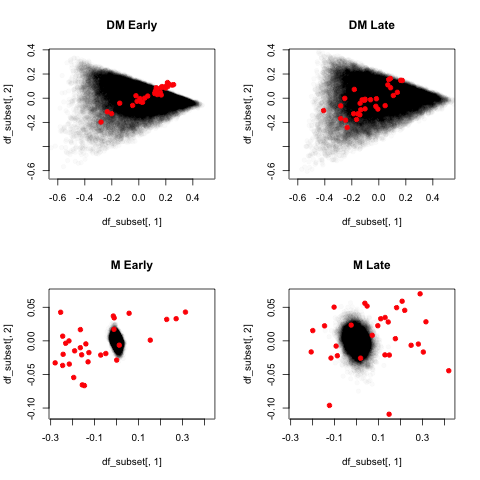 DM Early
DM Late
df_subset[, 2]
0.4
0.2
0.0
-0.2
-0.6
-0.6 -0.4 -0.2 0.0 0.2 0.4
df_subset[, 1]
df_subset[, 2]
0.4
0.2
0.0
-0.2
-0.6
-0.6 -0.4 -0.2 0.0 0.2 0.4
df_subset[, 1]
M Early
M Late
df_subset[, 2]
0.05
0.00
-0.05
-0.10
-0.3 -0.1 0.1 0.3
df_subset[, 1]
df_subset[, 2]
0.05
0.00
-0.05
-0.10
-0.3 -0.1 0.1 0.3
df_subset[, 1]